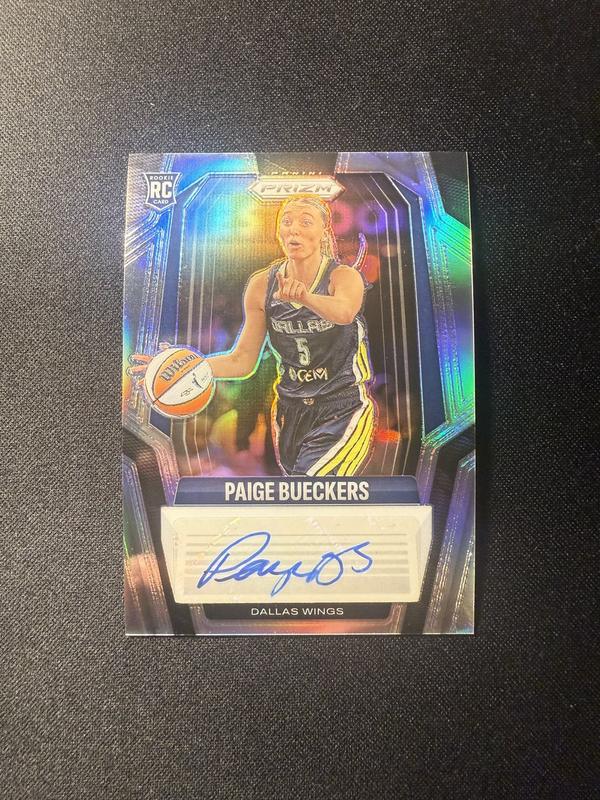 ROOKIE
RC
CARD
PANINI
PRIZM
DALLAS
5
Wilson
PAIGE BUECKERS
DALLAS WINGS